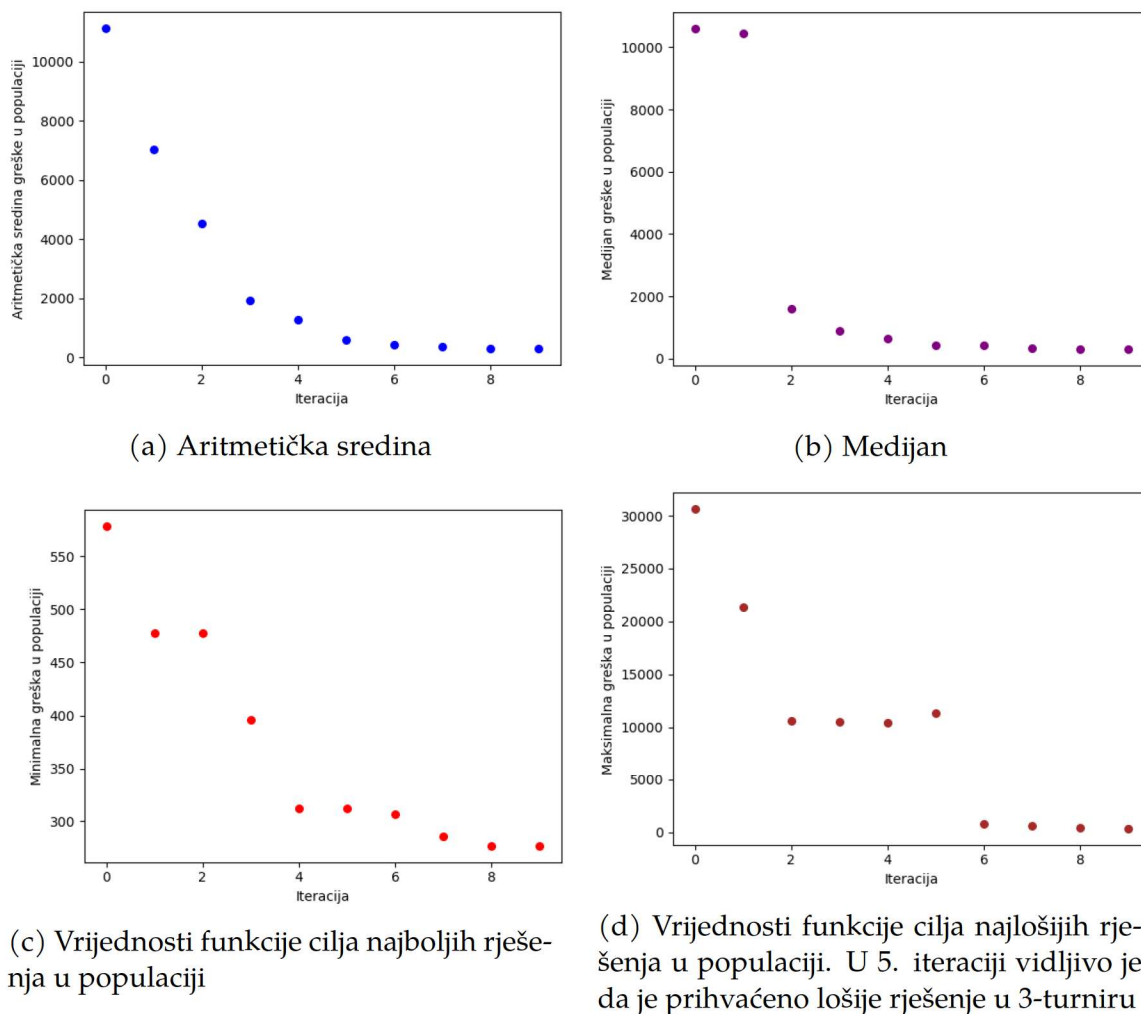 Aritmetička sredina greške u populaciji
10000
8000
6000
4000
2000
0
0 2 4 6 8
Iteracija
(a) Aritmetička sredina
Medijan greške u populaciji
10000
8000
6000
4000
2000
0
0 2 4 6 8
Iteracija
(b) Medijan
Minimalna greška u populaciji
550
500
450
400
350
300
0 2 4 6 8
Iteracija
(c) Vrijednosti funkcije cilja najboljih rješe-
nja u populaciji
Maksimalna greška u populaciji
30000
25000
20000
15000
10000
5000
0
0 2 4 6 8
Iteracija
(d) Vrijednosti funkcije cilja najlošijih rje-
šenja u populaciji. U 5. iteraciji vidljivo je
da je prihvaćeno lošije rješenje u 3-turniru